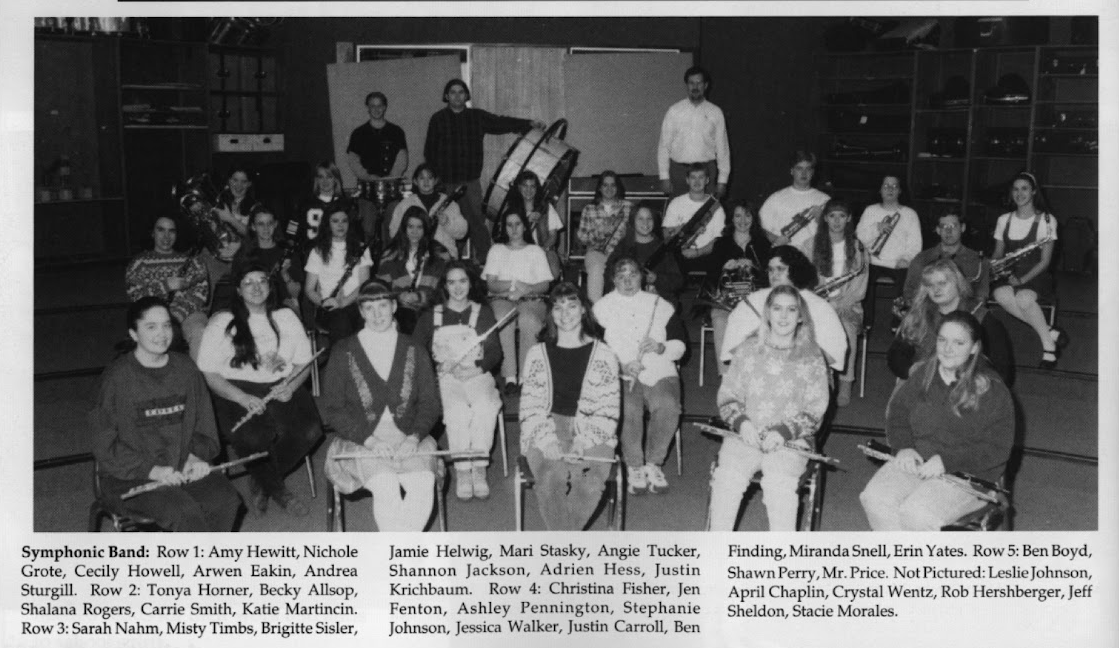 Symphonic Band: Row 1: Amy Hewitt, Nichole
Grote, Cecily Howell, Arwen Eakin, Andrea
Sturgill. Row 2: Tonya Horner, Becky Allsop,
Shalana Rogers, Carrie Smith, Katie Martincin.
Row 3: Sarah Nahm, Misty Timbs, Brigitte Sisler,
Jamie Helwig, Mari Stasky, Angie Tucker,
Shannon Jackson, Adrien Hess, Justin
Krichbaum. Row 4: Christina Fisher, Jen
Fenton, Ashley Pennington, Stephanie
Johnson, Jessica Walker, Justin Carroll, Ben
Finding, Miranda Snell, Erin Yates. Row 5: Ben Boyd,
Shawn Perry, Mr. Price. Not Pictured: Leslie Johnson,
April Chaplin, Crystal Wentz, Rob Hershberger, Jeff
Sheldon, Stacie Morales.